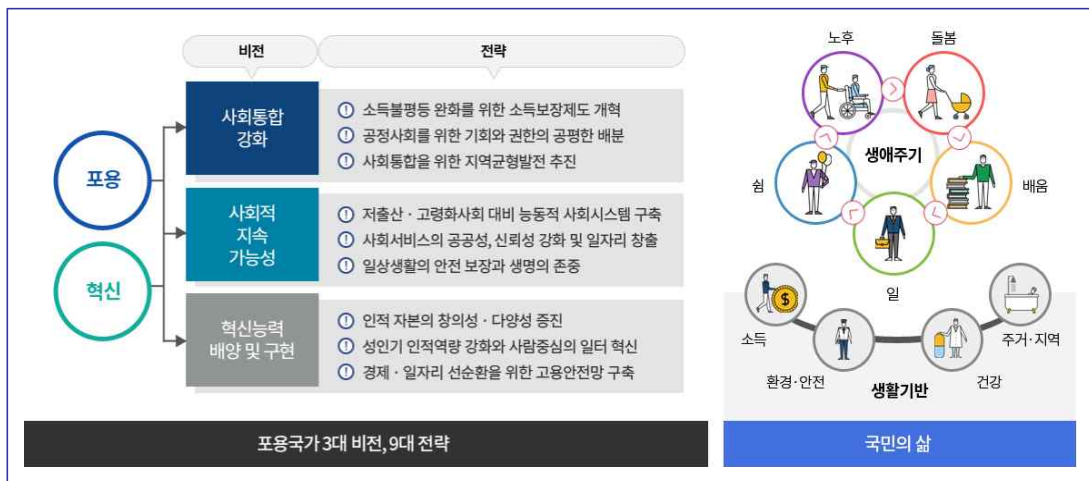 비전
전략
포용
혁신
사회통합
강화
! 소득불평등 완화를 위한 소득보장제도 개혁
! 공정사회를 위한 기회와 권한의 공평한 배분
! 사회통합을 위한 지역균형발전 추진
사회적
지속
가능성
! 저출산 · 고령화사회 대비 능동적 사회시스템 구축
! 사회서비스의 공공성, 신뢰성 강화 및 일자리 창출
! 일상생활의 안전 보장과 생명의 존중
혁신능력
배양 및 구현
! 인적 자본의 창의성 · 다양성 증진
! 성인기 인적역량 강화와 사람중심의 일터 혁신
! 경제 · 일자리 선순환을 위한 고용안전망 구축
포용국가 3대 비전, 9대 전략
노후
돌봄
생애주기
쉼
배움
일
$
소득
주거·지역
환경·안전
건강
생활기반
국민의 삶